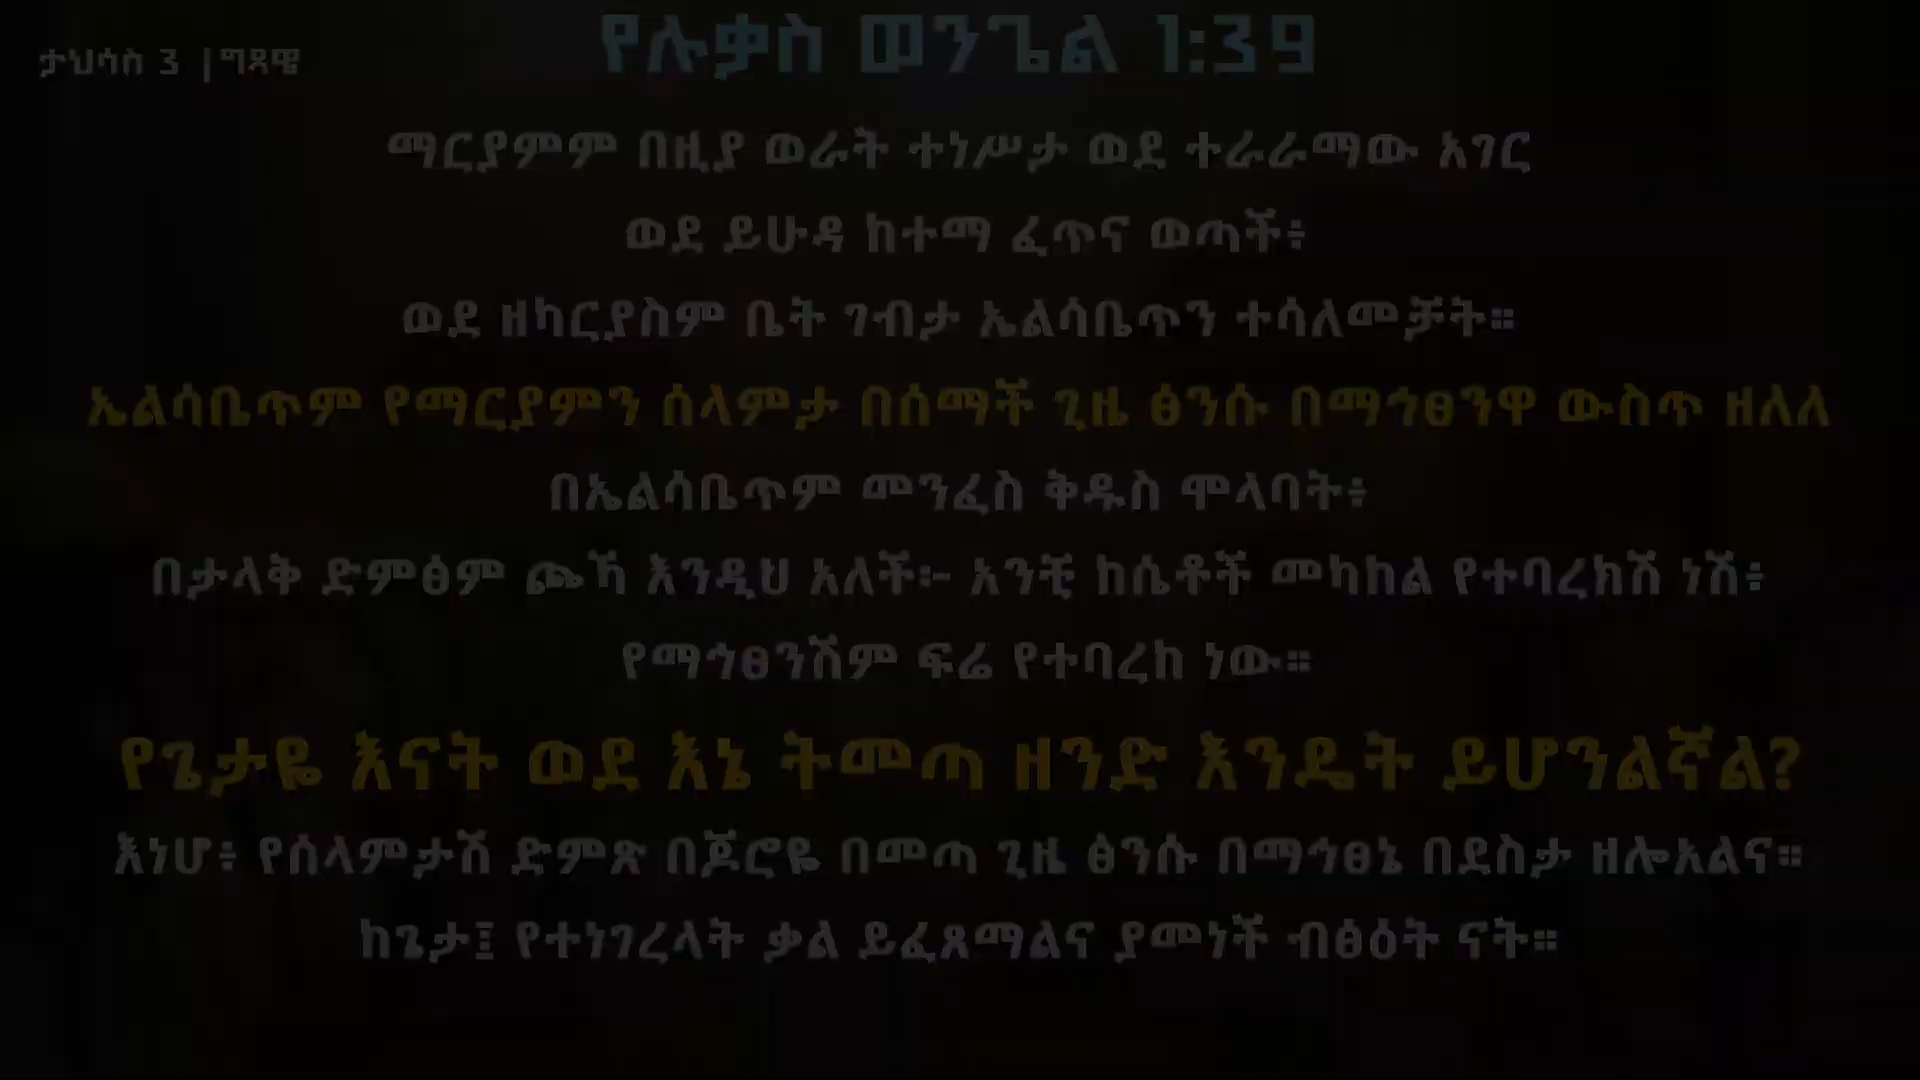 የሉቃስ ወንጌል 1:39
ታህሳስ 3 |ግጻዌ
ማርያምም በዚያ ወራት ተነሥታ ወደ ተራራማው አገር
ወደ ይሁዳ ከተማ ፈጥና ወጣች፥
ወደ ዘካርያስም ቤት ገብታ ኤልሳቤጥን ተሳለመቻት።
ኤልሳቤጥም የማርያምን ሰላምታ በሰማች ጊዜ ፅንሱ በማኅፀንዋ ውስጥ ዘለለ
በኤልሳቤጥም መንፈስ ቅዱስ ሞላባት፥
በታላቅ ድምፅም ጮኻ እንዲህ አለች፦ አንቺ ከሴቶች መካከል የተባረክሽ ነሽ፥
የማኅፀንሽም ፍሬ የተባረከ ነው።
የጌታዬ እናት ወደ እኔ ትመጣ ዘንድ እንዴት ይሆንልኛል?
እነሆ፥ የሰላምታሽ ድምጽ በጆሮዬ በመጣ ጊዜ ፅንሱ በማኅፀኔ በደስታ ዘሎአልና።
ከጌታ፤ የተነገረላት ቃል ይፈጸማልና ያመነች ብፅዕት ናት።